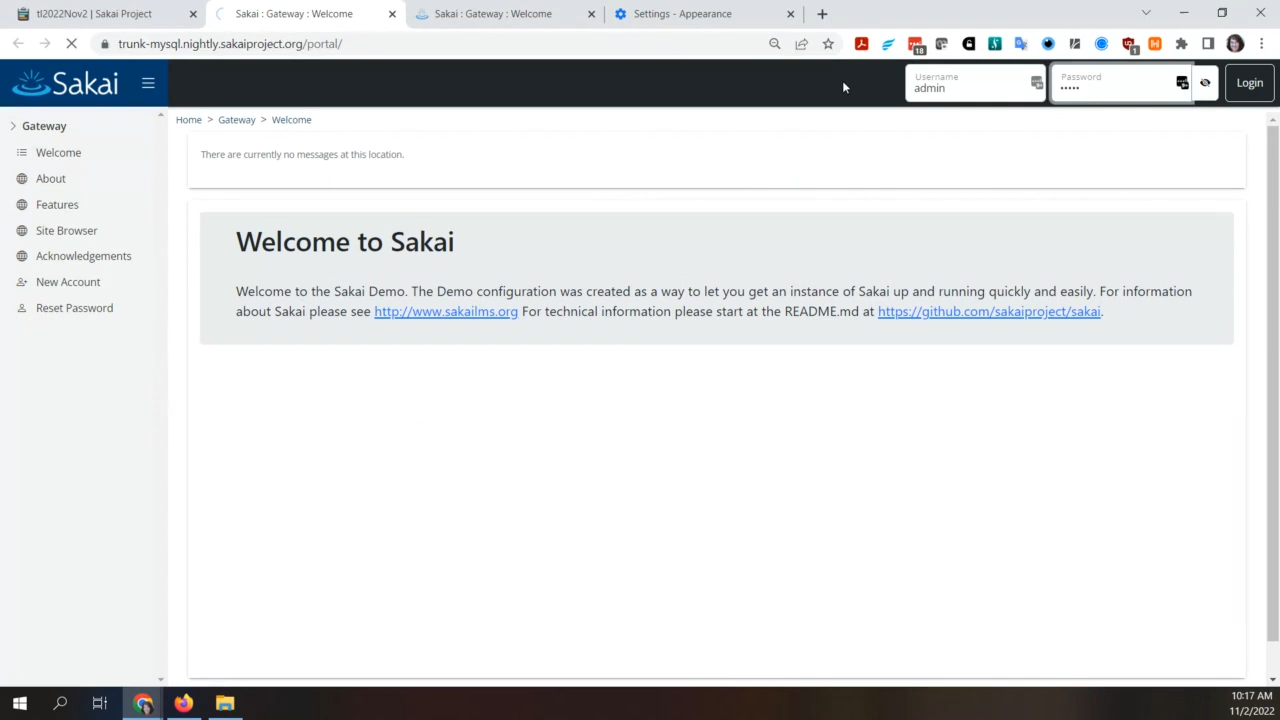 tl2022Nov2 | Sakai Project
Sakai : Gateway : Welcome
Sakai : Gateway : Welcome
Settings - Appearance
trunk-mysql.nightly.sakaiproject.org/portal/
18
1
Sakai
Username
admin
Password
•••••
Login
Gateway
Welcome
About
Features
Site Browser
Acknowledgements
New Account
Reset Password
Home > Gateway > Welcome
There are currently no messages at this location.
Welcome to Sakai
Welcome to the Sakai Demo. The Demo configuration was created as a way to let you get an instance of Sakai up and running quickly and easily. For information
about Sakai please see http://www.sakailms.org For technical information please start at the README.md at https://github.com/sakaiproject/sakai.
10:17 AM
11/2/2022